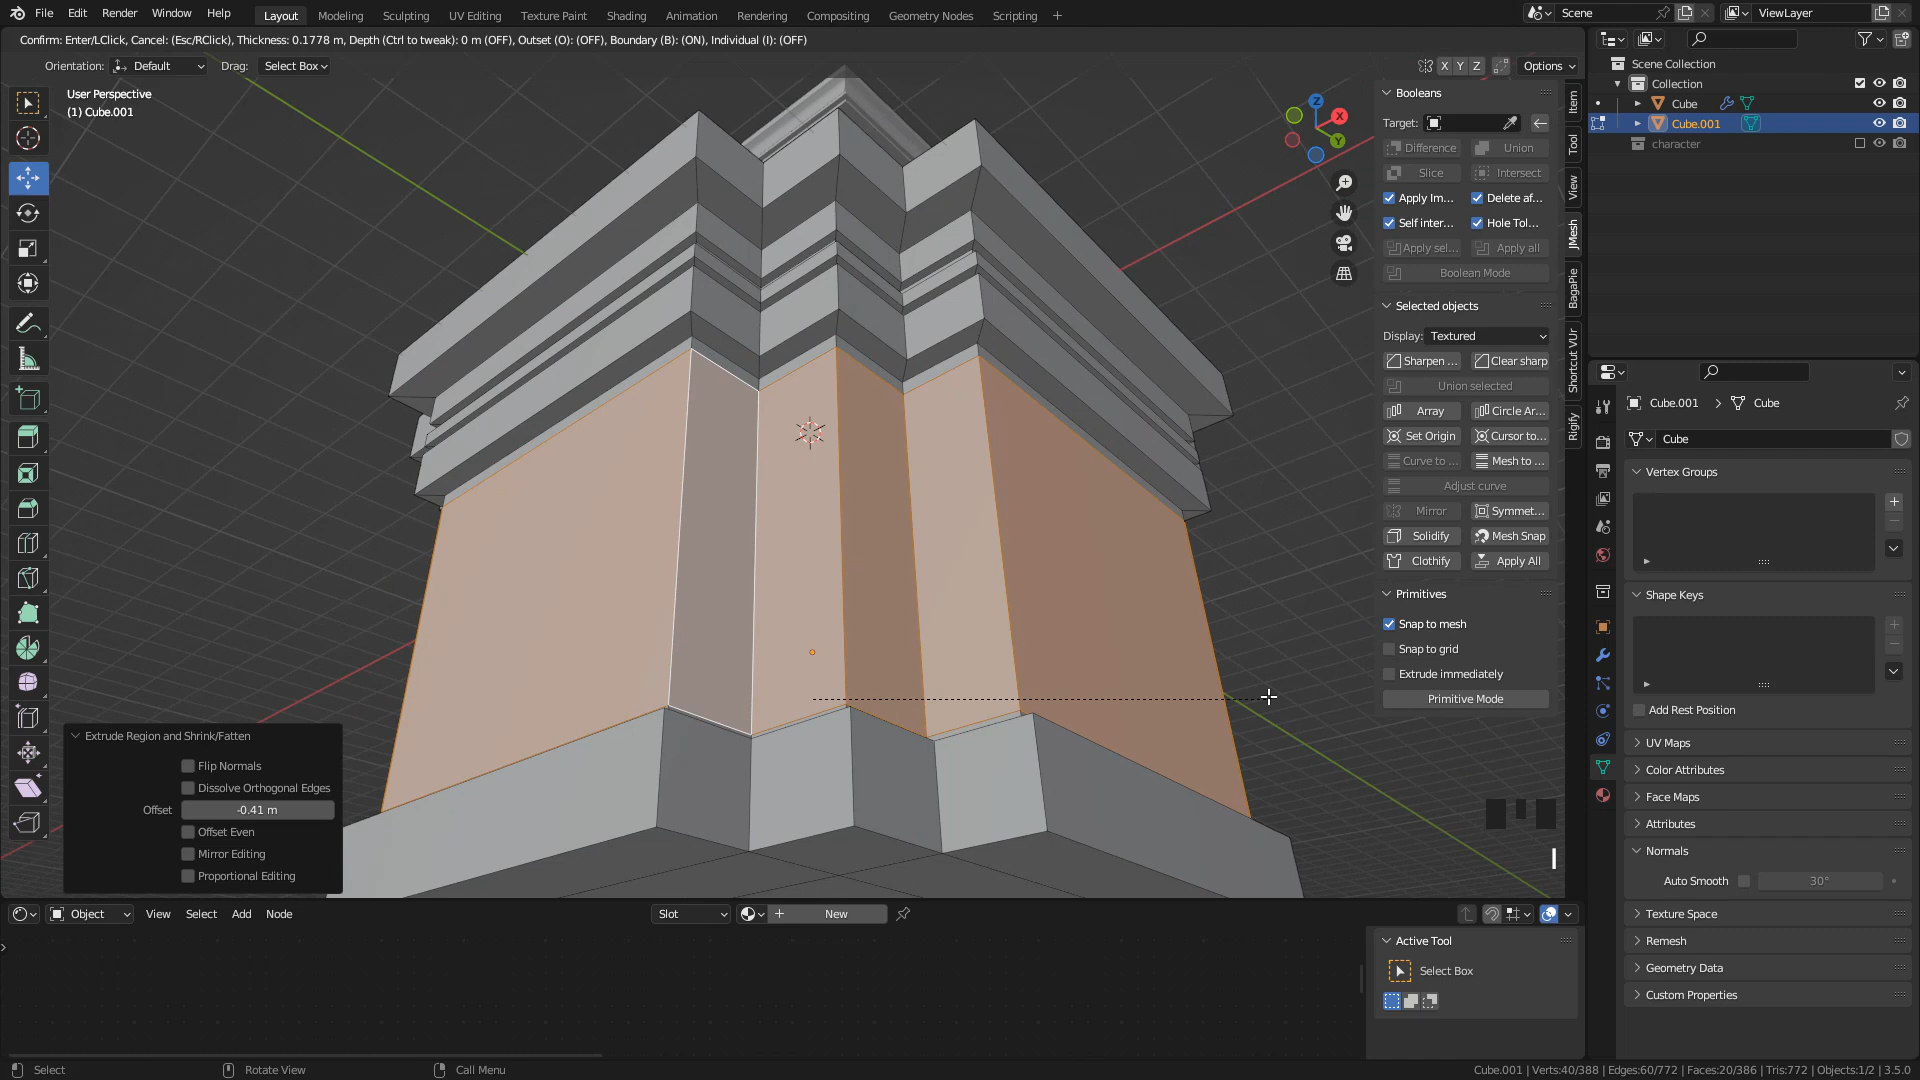 File Edit Render Window Help Layout Modeling Sculpting UV Editing Texture Paint Shading Animation Rendering Compositing Geometry Nodes Scripting + Scene ViewLayer
Confirm: Enter/LClick, Cancel: (Esc/RClick), Thickness: 0.1778 m, Depth (Ctrl to tweak): 0 m (OFF), Outset (O): (OFF), Boundary (B): (ON), Individual (I): (OFF)
Orientation: Default Drag: Select Box X Y Z Options
User Perspective
(1) Cube.001
Z X Y
Booleans
Target:
Difference Union
Slice Intersect
Apply Im... Delete af...
Self inter... Hole Tol...
Apply sel... Apply all
Boolean Mode
Selected objects
Display: Textured
Sharpen ... Clear sharp
Union selected
Array Circle Ar...
Set Origin Cursor to...
Curve to ... Mesh to ...
Adjust curve
Mirror Symmet...
Solidify Mesh Snap
Clothify Apply All
Primitives
Snap to mesh
Snap to grid
Extrude immediately
Primitive Mode
Item
Tool
View
JMesh
BagaPie
Shortcut VUr
Rigify
Scene Collection
Collection
Cube
Cube.001
character
Cube.001 > Cube
Cube
Vertex Groups
Shape Keys
Add Rest Position
UV Maps
Color Attributes
Face Maps
Attributes
Normals
Auto Smooth 30°
Texture Space
Remesh
Geometry Data
Custom Properties
Extrude Region and Shrink/Fatten
Flip Normals
Dissolve Orthogonal Edges
Offset -0.41 m
Offset Even
Mirror Editing
Proportional Editing
Object View Select Add Node Slot + New
Active Tool
Select Box
Select Rotate View Call Menu Cube.001 | Verts:40/388 | Edges:60/772 | Faces:20/386 | Tris:772 | Objects:1/2 | 3.5.0